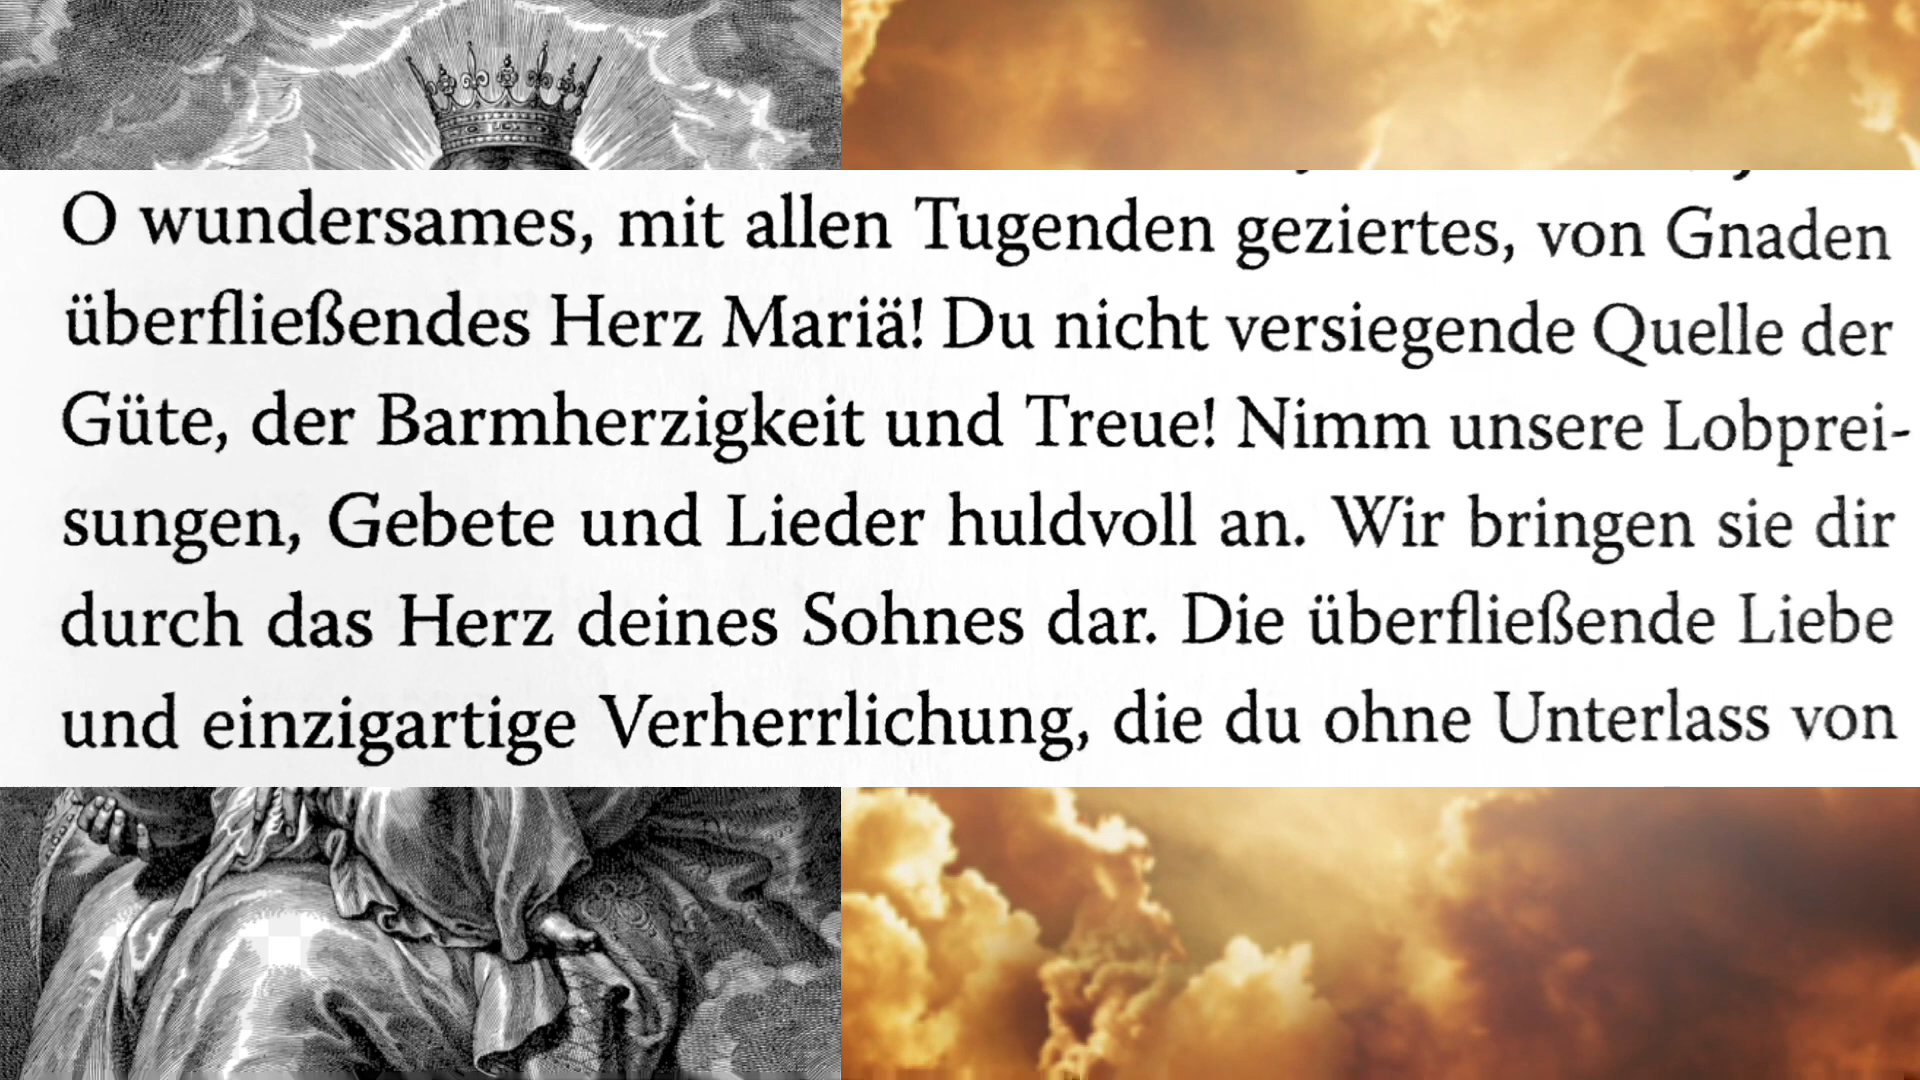 O wundersames, mit allen Tugenden geziertes, von Gnaden
überfließendes Herz Mariä! Du nicht versiegende Quelle der
Güte, der Barmherzigkeit und Treue! Nimm unsere Lobprei-
sungen, Gebete und Lieder huldvoll an. Wir bringen sie dir
durch das Herz deines Sohnes dar. Die überfließende Liebe
und einzigartige Verherrlichung, die du ohne Unterlass von